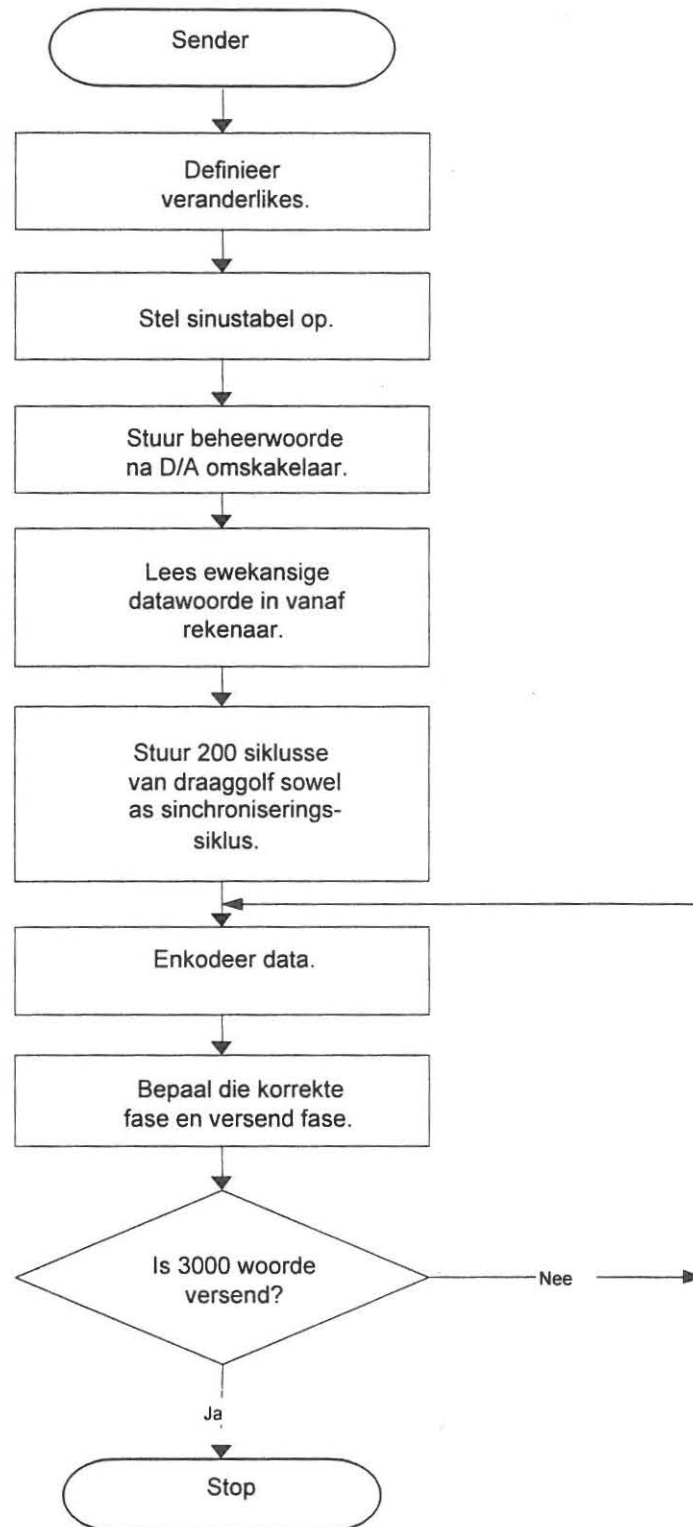 Sender
Definieer
veranderlikes.
Stel sinustabel op.
Stuur beheerwoorde
na D/A omskakelaar.
Lees ewekansige
datawoorde in vanaf
rekenaar.
Stuur 200 siklusse
van draaggolf sowel
as sinchroniserings-
siklus.
Enkodeer data.
Bepaal die korrekte
fase en versend fase.
Is 3000 woorde
versend?
Nee
Ja
Stop